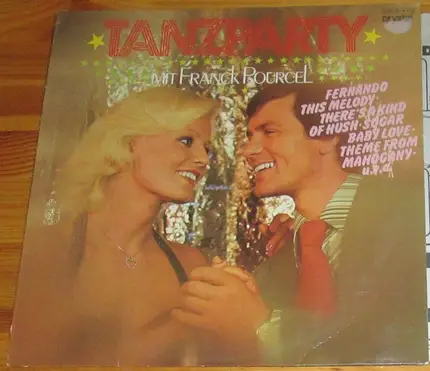 TANZPARTY
MIT FRANCK POURCEL
FERNANDO
THIS MELODY·
THERE'S A KIND
OF HUSH·SUGAR
BABY LOVE·
THEME FROM
MAHOGANY·
u.v.a.